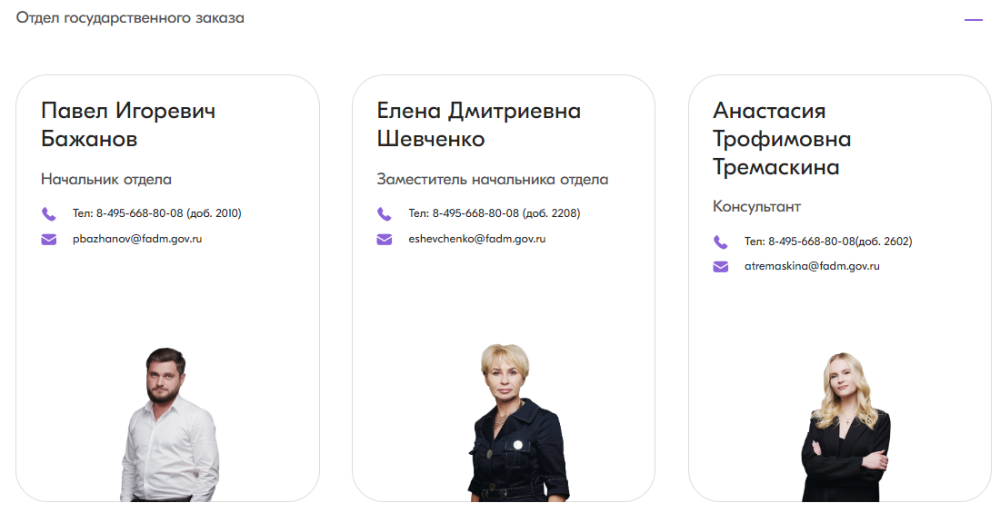 Отдел государственного заказа
Павел Игоревич
Бажанов
Начальник отдела
Тел: 8-495-668-80-08 (доб. 2010)
pbazhanov@fadm.gov.ru
Елена Дмитриевна
Шевченко
Заместитель начальника отдела
Тел: 8-495-668-80-08 (доб. 2208)
eshevchenko@fadm.gov.ru
Анастасия
Трофимовна
Тремаскина
Консультант
Тел: 8-495-668-80-08(доб. 2602)
atremaskina@fadm.gov.ru